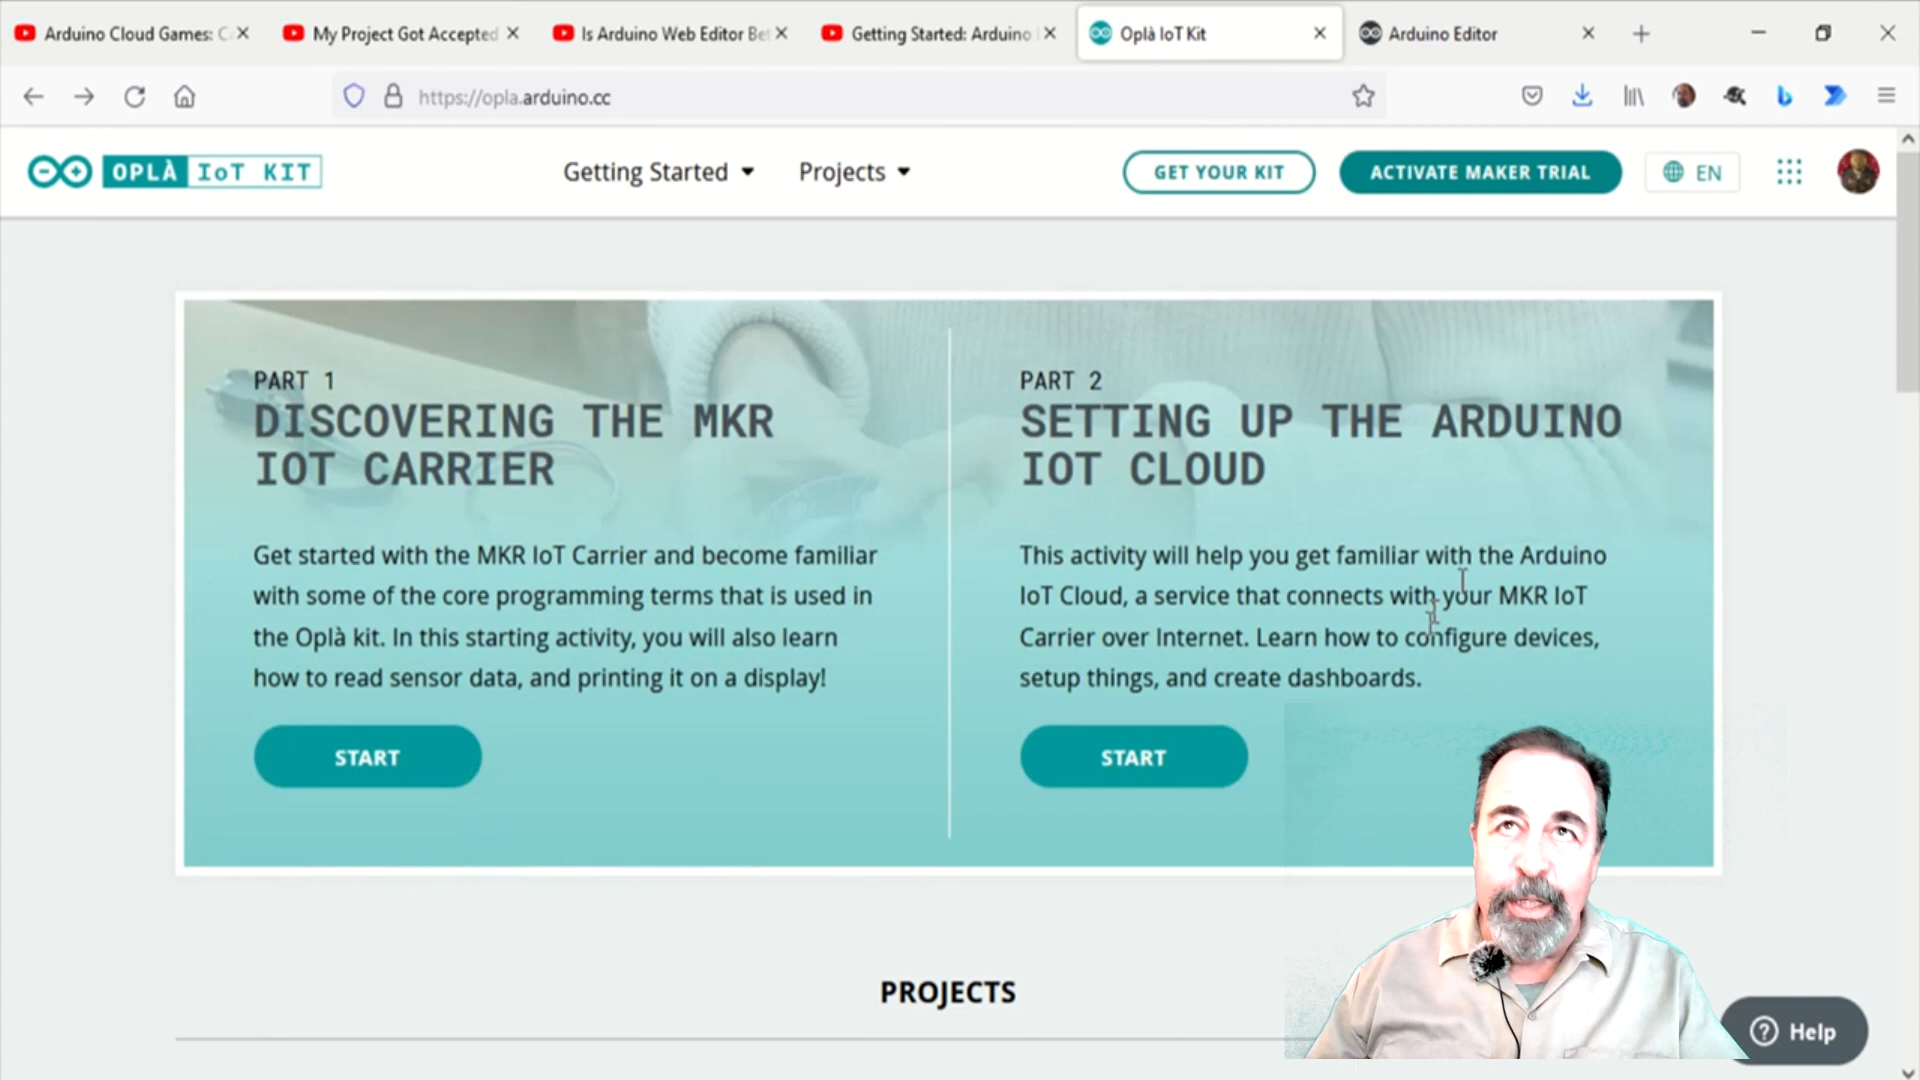 Arduino Cloud Games: C
My Project Got Accepted
Is Arduino Web Editor Bet
Getting Started: Arduino I
Oplà IoT Kit
Arduino Editor
https://opla.arduino.cc
OPLÀ IoT KIT
Getting Started
Projects
GET YOUR KIT
ACTIVATE MAKER TRIAL
EN
PART 1
DISCOVERING THE MKR
IOT CARRIER
Get started with the MKR IoT Carrier and become familiar
with some of the core programming terms that is used in
the Oplà kit. In this starting activity, you will also learn
how to read sensor data, and printing it on a display!
START
PART 2
SETTING UP THE ARDUINO
IOT CLOUD
This activity will help you get familiar with the Arduino
IoT Cloud, a service that connects with your MKR IoT
Carrier over Internet. Learn how to configure devices,
setup things, and create dashboards.
START
PROJECTS
Help